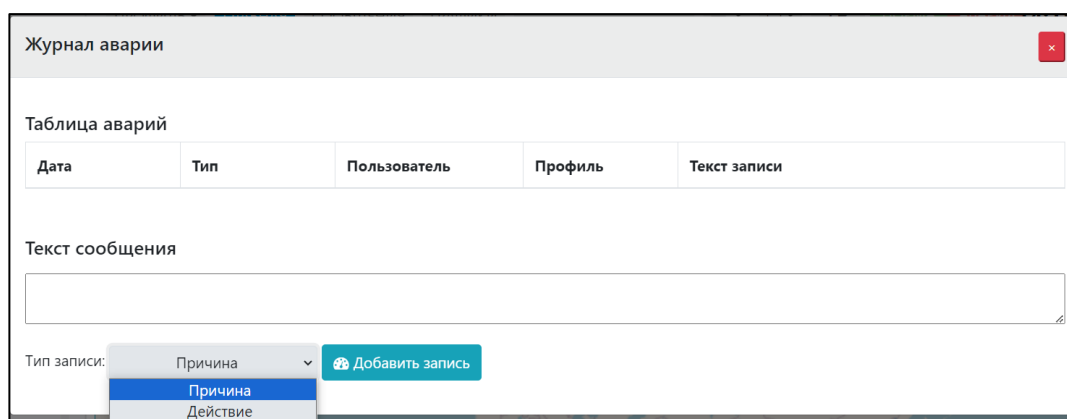 Журнал аварии
×
Таблица аварий
Дата Тип Пользователь Профиль Текст записи
Текст сообщения
Тип записи: Причина Добавить запись
Причина
Действие